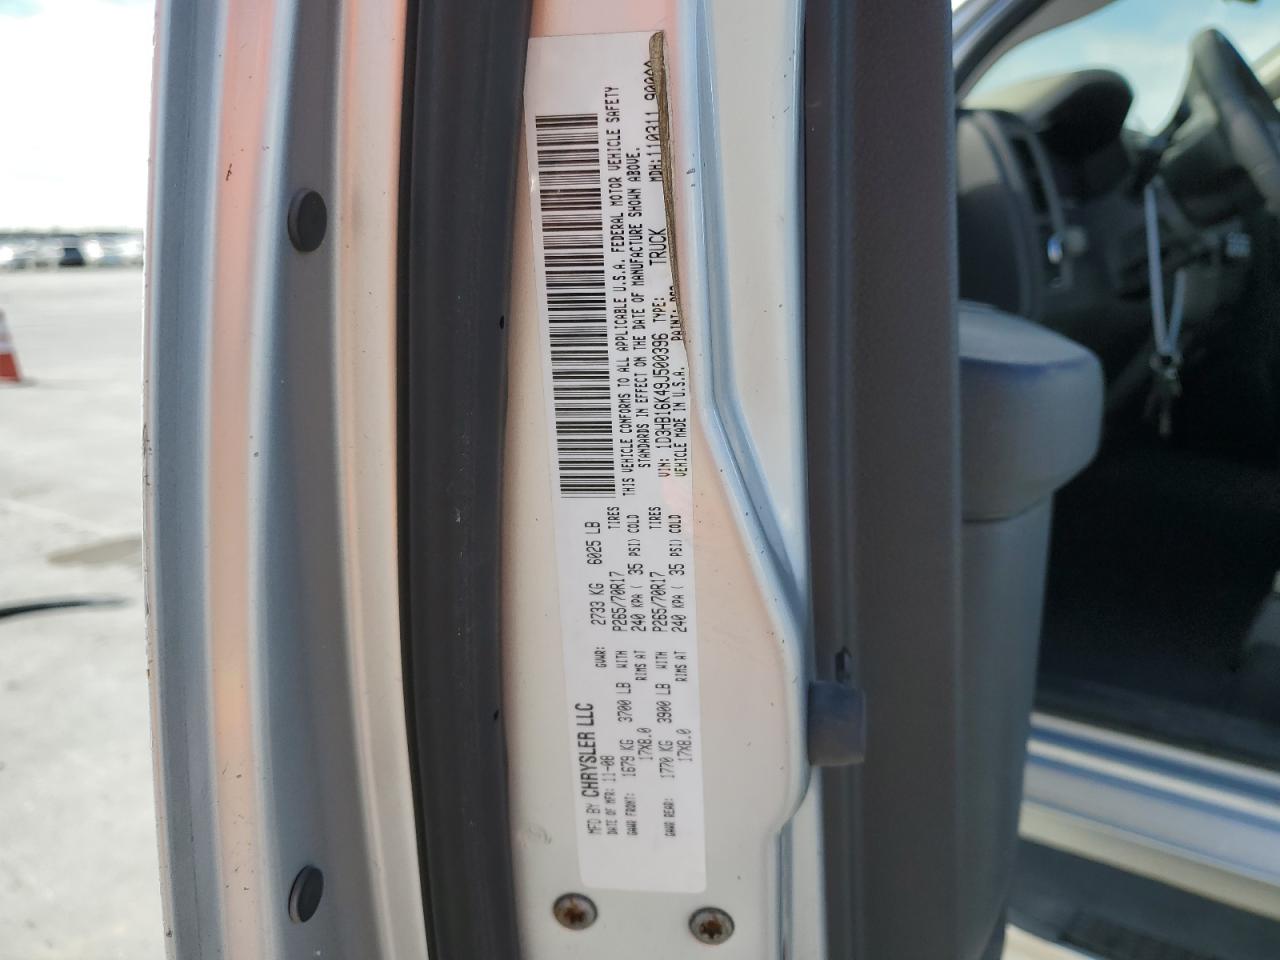 MFD BY CHRYSLER LLC
DATE OF MFR: 11-08 GVWR: 2733 KG 6025 LB
GAWR FRONT: 1679 KG 3700 LB WITH P265/70R17 TIRES
17X8.0 RIMS AT 240 KPA ( 35 PSI) COLD
GAWR REAR: 1770 KG 3900 LB WITH P265/70R17 TIRES
17X8.0 RIMS AT 240 KPA ( 35 PSI) COLD
THIS VEHICLE CONFORMS TO ALL APPLICABLE U.S.A. FEDERAL MOTOR VEHICLE SAFETY
STANDARDS IN EFFECT ON THE DATE OF MANUFACTURE SHOWN ABOVE.
VIN: 1D3HB16K49J500396 TYPE: TRUCK MDH:110311
VEHICLE MADE IN U.S.A. PAINT: